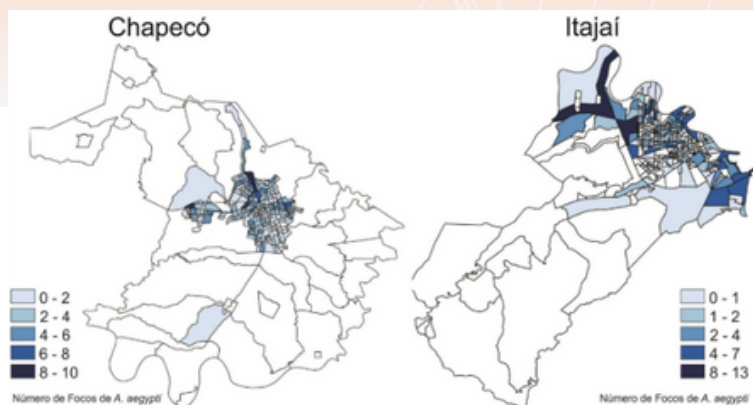 Chapecó
Itajaí
0 - 2
2 - 4
4 - 6
6 - 8
8 - 10
Número de Focos de A. aegypti
0 - 1
1 - 2
2 - 4
4 - 7
8 - 13
Número de Focos de A. aegypti